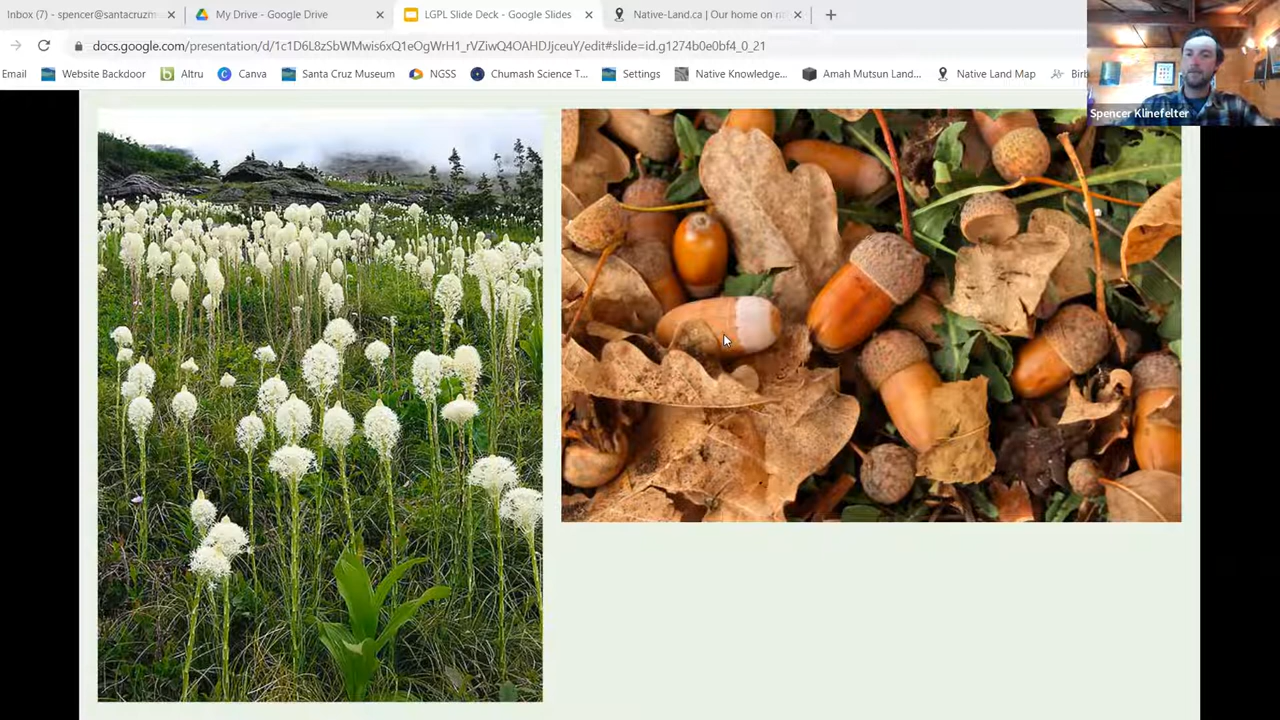 Inbox (7) - spencer@santacruzm
My Drive - Google Drive
LGPL Slide Deck - Google Slides
Native-Land.ca | Our home on n
docs.google.com/presentation/d/1c1D6L8zSbWMwis6xQ1eOgWrH1_rVZiwQ4OAHDJjceuY/edit#slide=id.g1274b0e0bf4_0_21
Email
Website Backdoor
Altru
Canva
Santa Cruz Museum
NGSS
Chumash Science T...
Settings
Native Knowledge...
Amah Mutsun Lan...
Native Land Map
Birt
Spencer Klinefelter